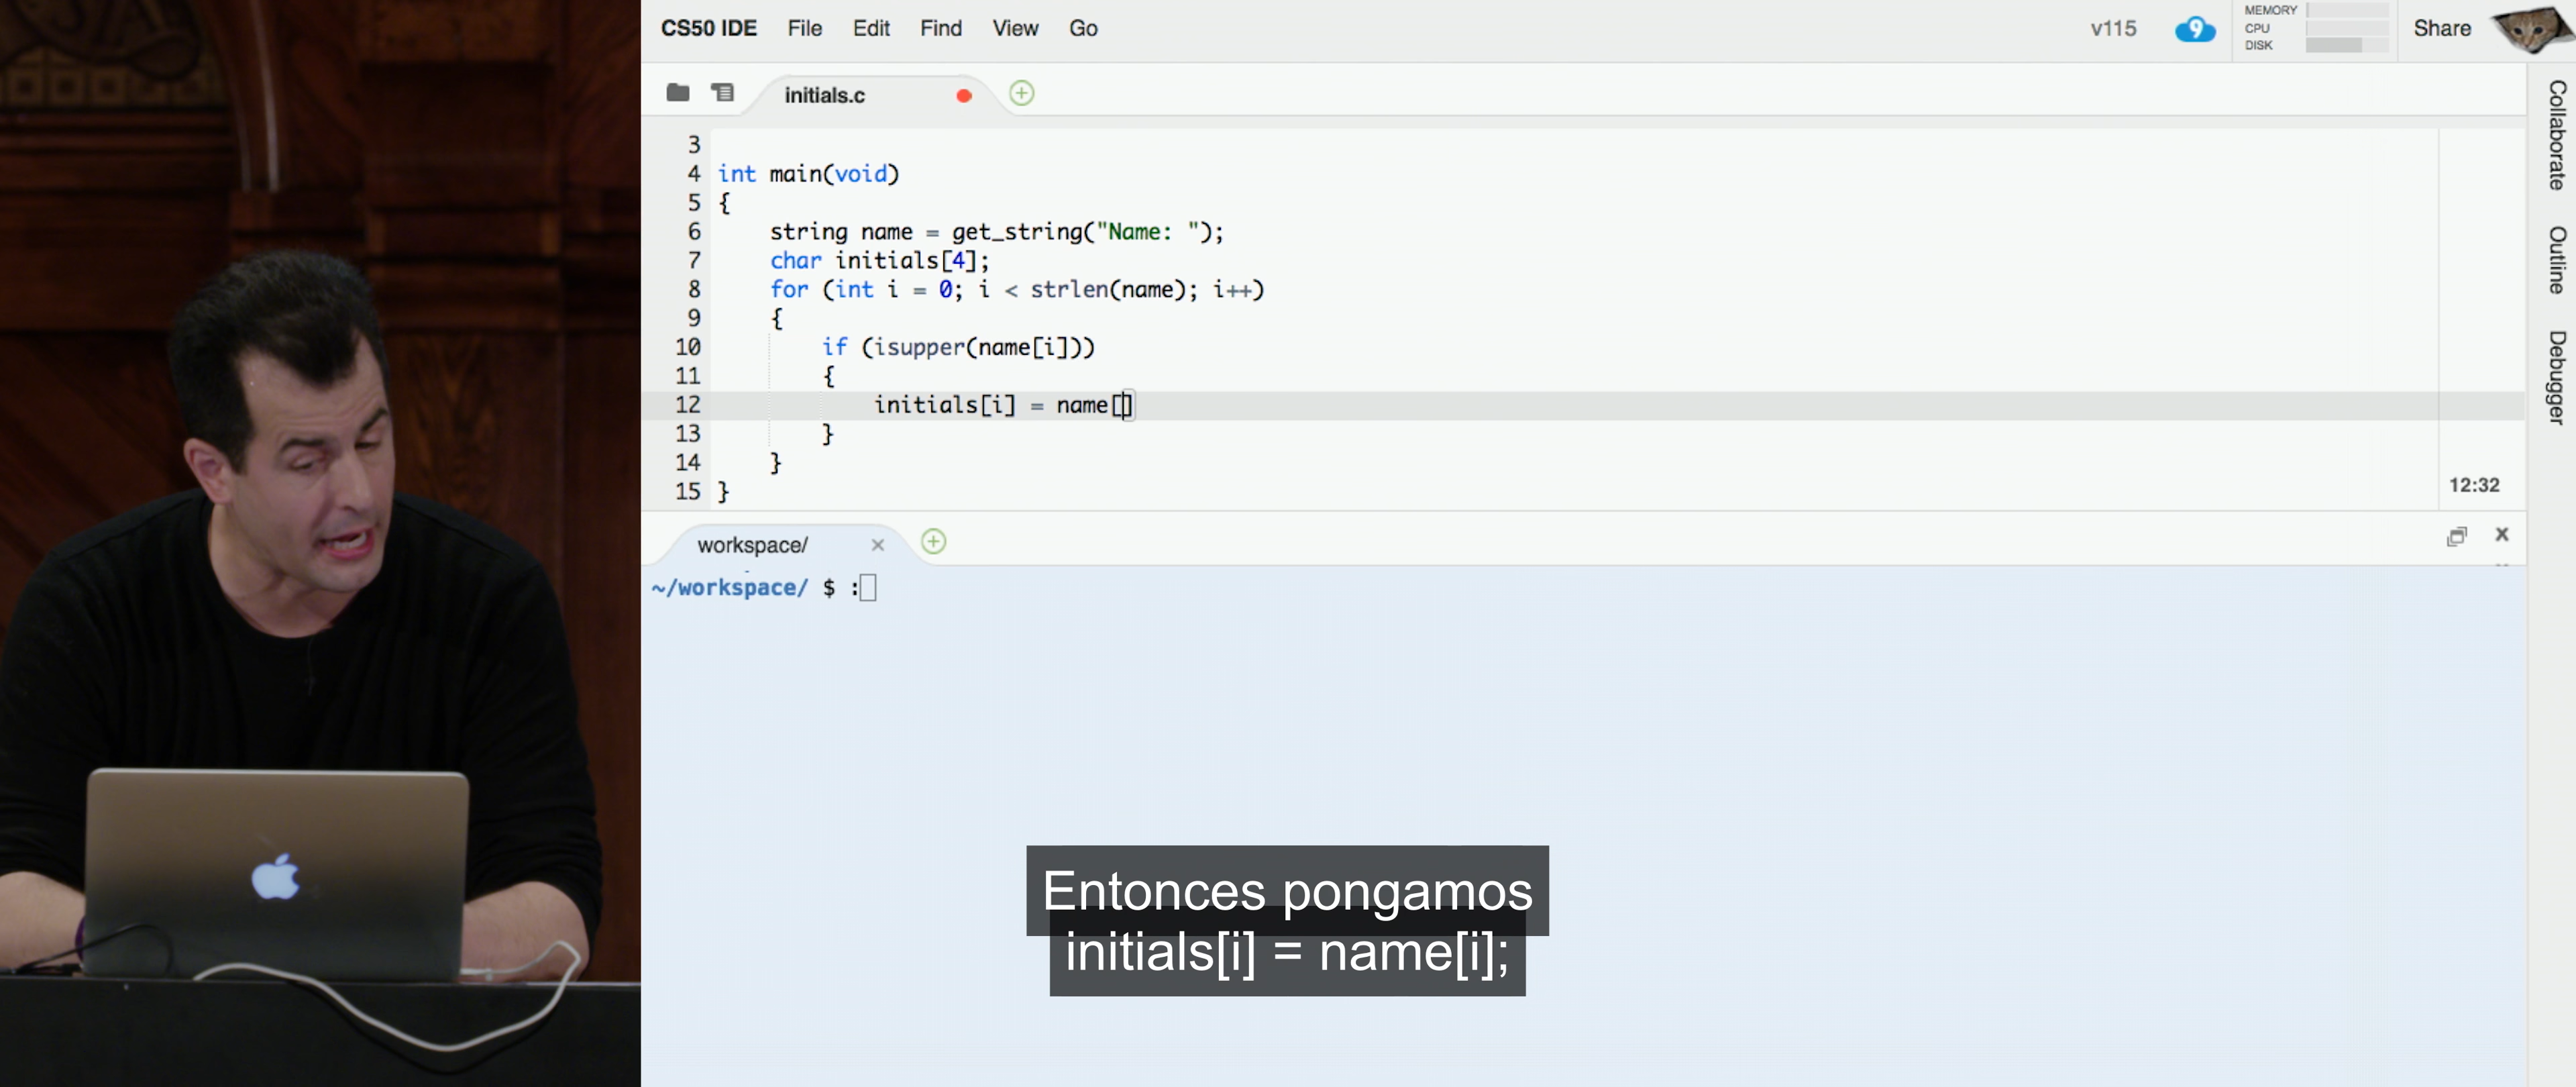 CS50 IDE File Edit Find View Go v115 9 MEMORY CPU DISK Share
initials.c
3
4 int main(void)
5 {
6 string name = get_string("Name: ");
7 char initials[4];
8 for (int i = 0; i < strlen(name); i++)
9 {
10 if (isupper(name[i]))
11 {
12 initials[i] = name[]
13 }
14 }
15 }
12:32
Collaborate
Outline
Debugger
workspace/
~/workspace/ $ :
Entonces pongamos
initials[i] = name[i];